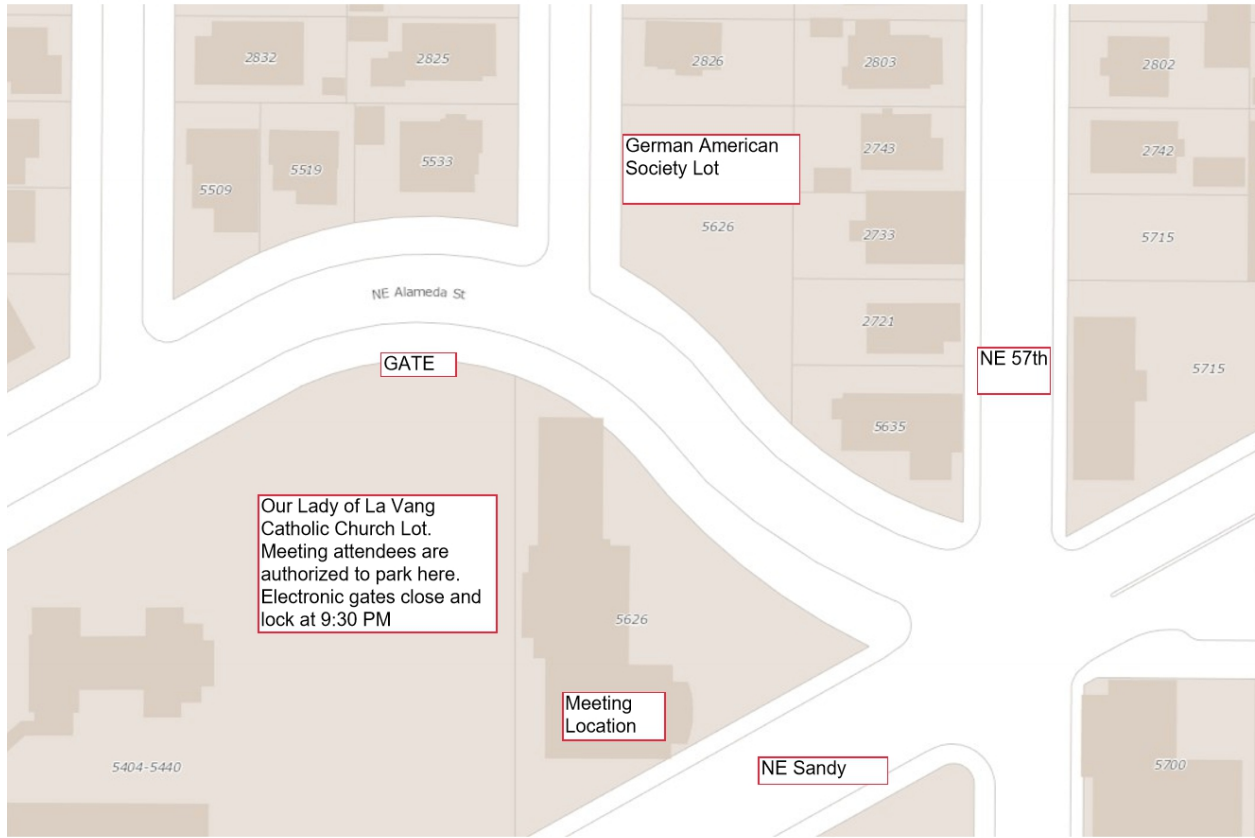 2832
2825
2826
2803
2802
German American
Society Lot
2743
2742
5533
5519
5509
5626
2733
5715
NE Alameda St
2721
GATE
NE 57th
5715
5635
Our Lady of La Vang
Catholic Church Lot.
Meeting attendees are
authorized to park here.
Electronic gates close and
lock at 9:30 PM
5626
Meeting
Location
5404-5440
NE Sandy
5700